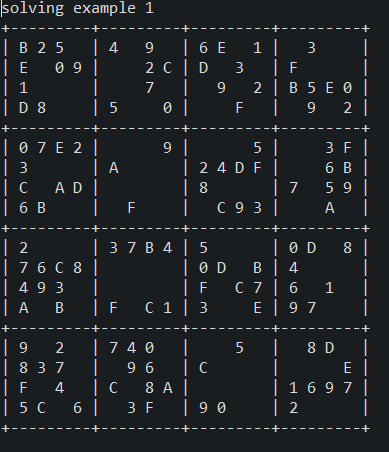 solving example 1
+---------+---------+---------+---------+
| B 2 5   | 4   9   | 6 E   1 |   3     |
| E   0 9 |     2 C | D   3   | F       |
| 1       |     7   |   9   2 | B 5 E 0 |
| D 8     | 5     0 |     F   |   9   2 |
+---------+---------+---------+---------+
| 0 7 E 2 |       9 |       5 |     3 F |
| 3       | A       | 2 4 D F |     6 B |
| C   A D |         | 8       | 7   5 9 |
| 6 B     |   F     |   C 9 3 |     A   |
+---------+---------+---------+---------+
| 2       | 3 7 B 4 | 5       | 0 D   8 |
| 7 6 C 8 |         | 0 D   B | 4       |
| 4 9 3   |         | F   C 7 | 6   1   |
| A   B   | F   C 1 | 3     E | 9 7     |
+---------+---------+---------+---------+
| 9   2   | 7 4 0   |     5   |   8 D   |
| 8 3 7   |   9 6   | C       |       E |
| F   4   | C   8 A |         | 1 6 9 7 |
| 5 C   6 |   3 F   | 9 0     | 2       |
+---------+---------+---------+---------+